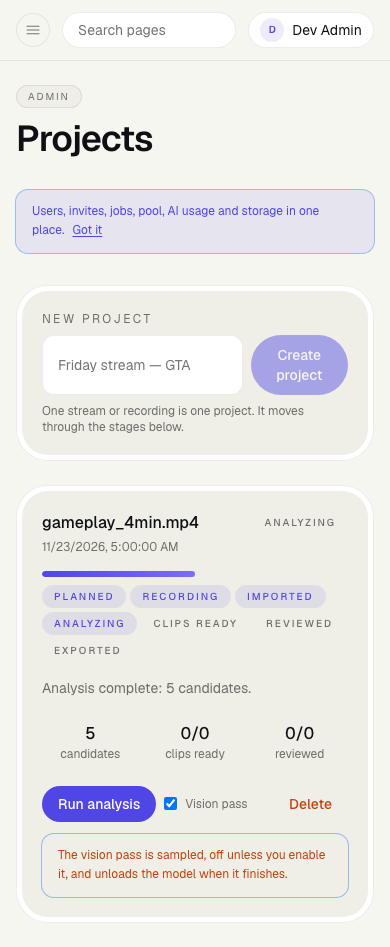 Search pages
D Dev Admin
ADMIN
Projects
Users, invites, jobs, pool, AI usage and storage in one
place. Got it
NEW PROJECT
Friday stream — GTA
Create
project
One stream or recording is one project. It moves
through the stages below.
gameplay_4min.mp4 ANALYZING
11/23/2026, 5:00:00 AM
PLANNED RECORDING IMPORTED
ANALYZING CLIPS READY REVIEWED
EXPORTED
Analysis complete: 5 candidates.
5 0/0 0/0
candidates clips ready reviewed
Run analysis Vision pass Delete
The vision pass is sampled, off unless you enable
it, and unloads the model when it finishes.